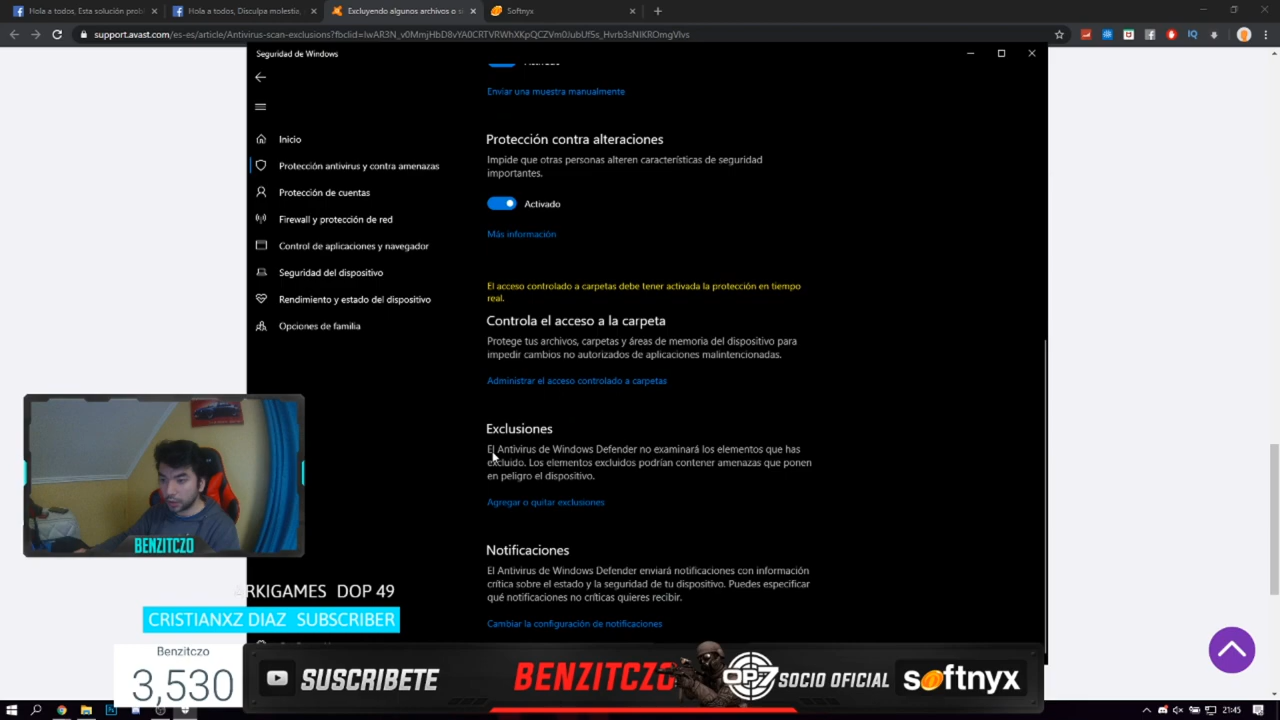 Hola a todos, Esta solución prob
Hola a todos, Disculpa molestia,
Excluyendo algunos archivos o s
Softnyx
support.avast.com/es-es/article/Antivirus-scan-exclusions?fbclid=IwAR3N_v0MmjHbD8vYA0CRTVRWhXKpQCZVm0JubUf5s_Hvrb3sNIKROmgVIvs
Seguridad de Windows
Activado
Enviar una muestra manualmente
Inicio
Protección antivirus y contra amenazas
Protección de cuentas
Firewall y protección de red
Control de aplicaciones y navegador
Seguridad del dispositivo
Rendimiento y estado del dispositivo
Opciones de familia
Protección contra alteraciones
Impide que otras personas alteren características de seguridad
importantes.
Activado
Más información
El acceso controlado a carpetas debe tener activada la protección en tiempo
real.
Controla el acceso a la carpeta
Protege tus archivos, carpetas y áreas de memoria del dispositivo para
impedir cambios no autorizados de aplicaciones malintencionadas.
Administrar el acceso controlado a carpetas
Exclusiones
El Antivirus de Windows Defender no examinará los elementos que has
excluido. Los elementos excluidos podrían contener amenazas que ponen
en peligro el dispositivo.
Agregar o quitar exclusiones
Notificaciones
El Antivirus de Windows Defender enviará notificaciones con información
crítica sobre el estado y la seguridad de tu dispositivo. Puedes especificar
qué notificaciones no críticas quieres recibir.
Cambiar la configuración de notificaciones
BENZITCZO
SRKIGAMES DOP 49
CRISTIANXZ DIAZ SUBSCRIBER
Benzitczo
3,530
SUSCRIBETE
BENZITCZO
OP7
SOCIO OFICIAL
softnyx
21:45